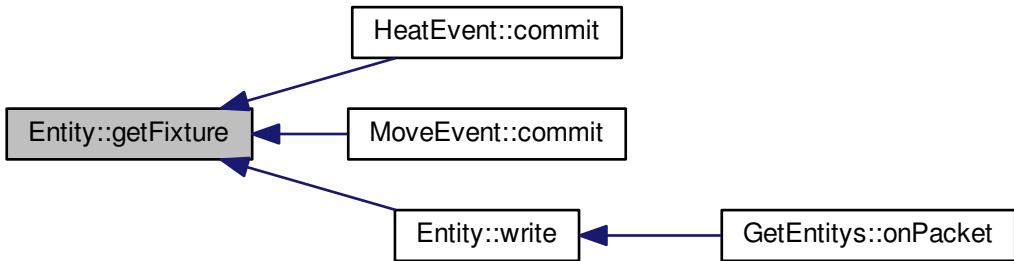 HeatEvent::commit
Entity::getFixture
MoveEvent::commit
Entity::write
GetEntitys::onPacket